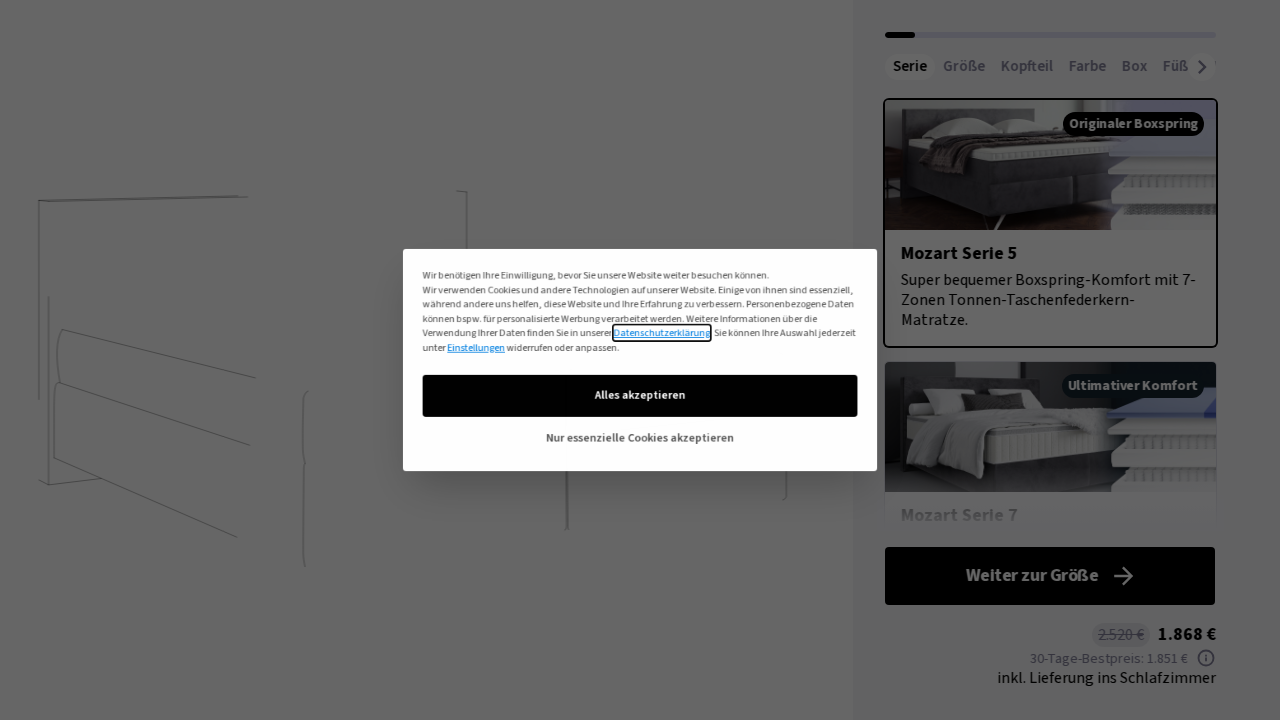 Serie Größe Kopfteil Farbe Box Füß
Originaler Boxspring
Mozart Serie 5
Super bequemer Boxspring-Komfort mit 7-
Zonen Tonnen-Taschenfederkern-
Matratze.
Ultimativer Komfort
Mozart Serie 7
Weiter zur Größe
2.520 € 1.868 €
30-Tage-Bestpreis: 1.851 €
inkl. Lieferung ins Schlafzimmer
Wir benötigen Ihre Einwilligung, bevor Sie unsere Website weiter besuchen können.
Wir verwenden Cookies und andere Technologien auf unserer Website. Einige von ihnen sind essenziell,
während andere uns helfen, diese Website und Ihre Erfahrung zu verbessern. Personenbezogene Daten
können bspw. für personalisierte Werbung verarbeitet werden. Weitere Informationen über die
Verwendung Ihrer Daten finden Sie in unserer Datenschutzerklärung. Sie können Ihre Auswahl jederzeit
unter Einstellungen widerrufen oder anpassen.
Alles akzeptieren
Nur essenzielle Cookies akzeptieren